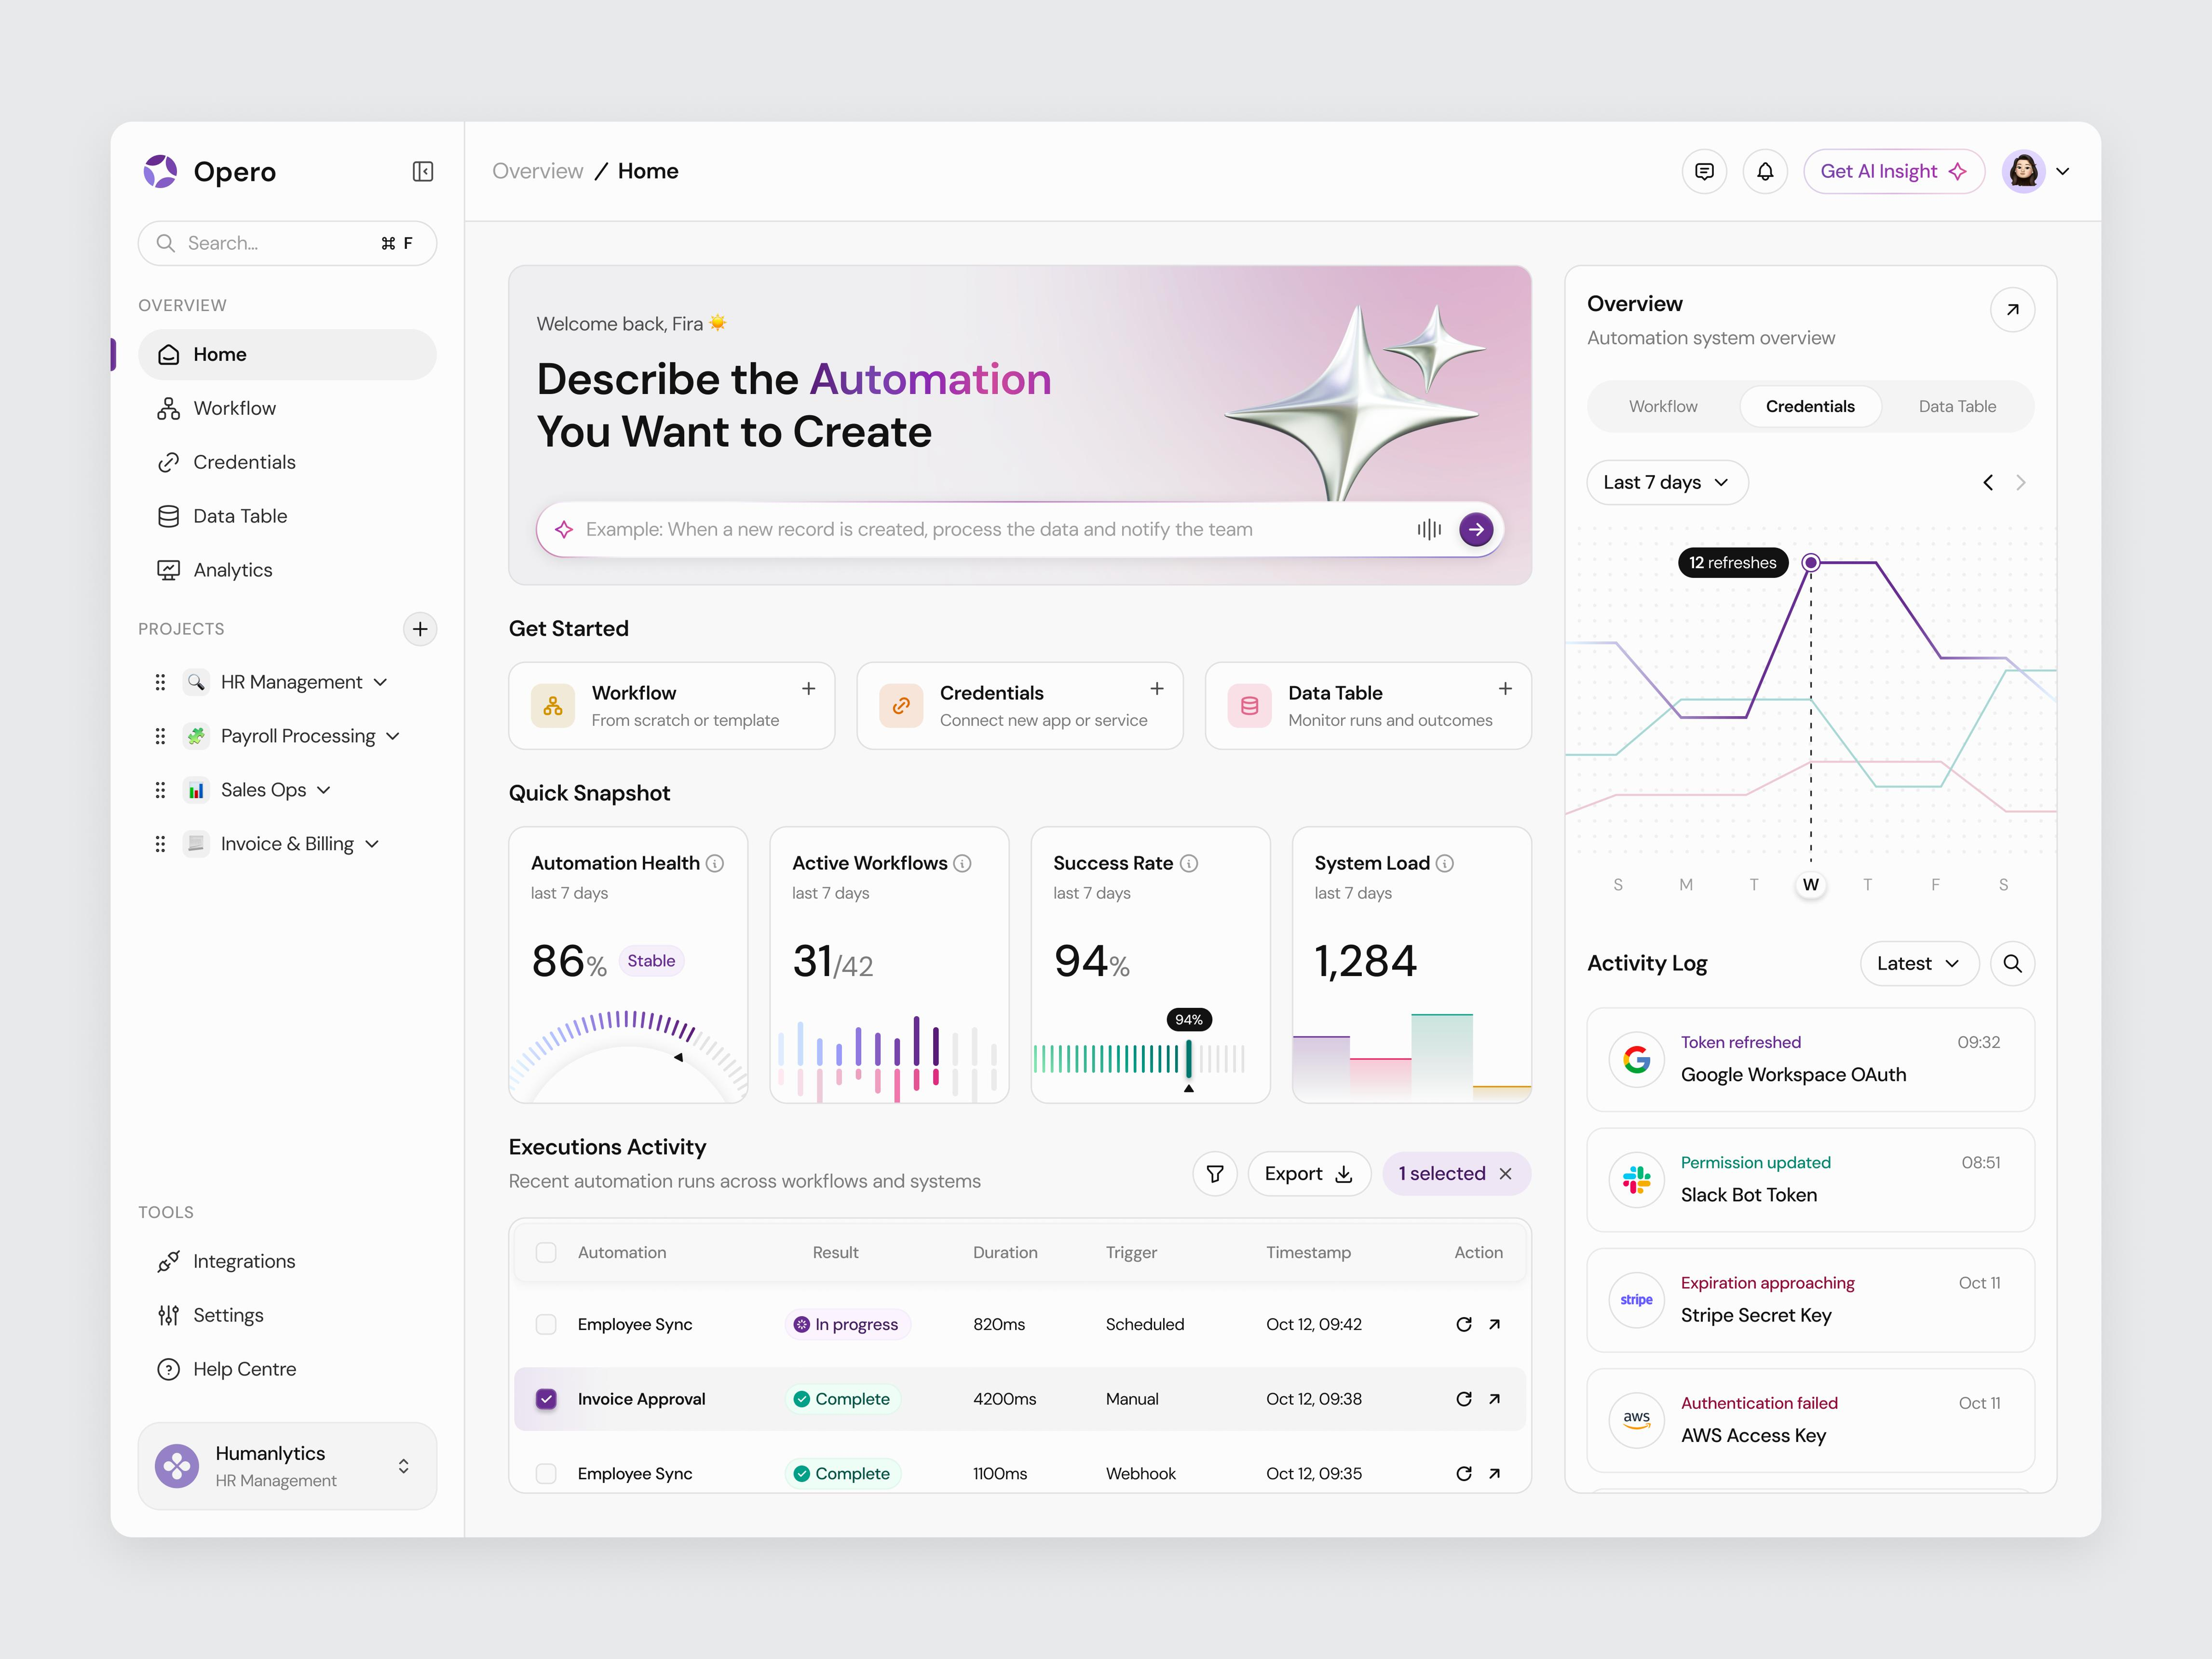 Opero
Search...
⌘ F
OVERVIEW
Home
Workflow
Credentials
Data Table
Analytics
PROJECTS
HR Management
Payroll Processing
Sales Ops
Invoice & Billing
TOOLS
Integrations
Settings
Help Centre
Humanlytics
HR Management
Overview / Home
Get AI Insight
Welcome back, Fira
Describe the Automation
You Want to Create
Example: When a new record is created, process the data and notify the team
Get Started
Workflow
From scratch or template
Credentials
Connect new app or service
Data Table
Monitor runs and outcomes
Quick Snapshot
Automation Health
last 7 days
86%
Stable
Active Workflows
last 7 days
31/42
Success Rate
last 7 days
94%
94%
System Load
last 7 days
1,284
Executions Activity
Recent automation runs across workflows and systems
Export
1 selected
Automation Result Duration Trigger Timestamp Action
Employee Sync In progress 820ms Scheduled Oct 12, 09:42
Invoice Approval Complete 4200ms Manual Oct 12, 09:38
Employee Sync Complete 1100ms Webhook Oct 12, 09:35
Overview
Automation system overview
Workflow Credentials Data Table
Last 7 days
12 refreshes
S M T W T F S
Activity Log
Latest
Token refreshed 09:32
Google Workspace OAuth
Permission updated 08:51
Slack Bot Token
stripe
Expiration approaching Oct 11
Stripe Secret Key
aws
Authentication failed Oct 11
AWS Access Key